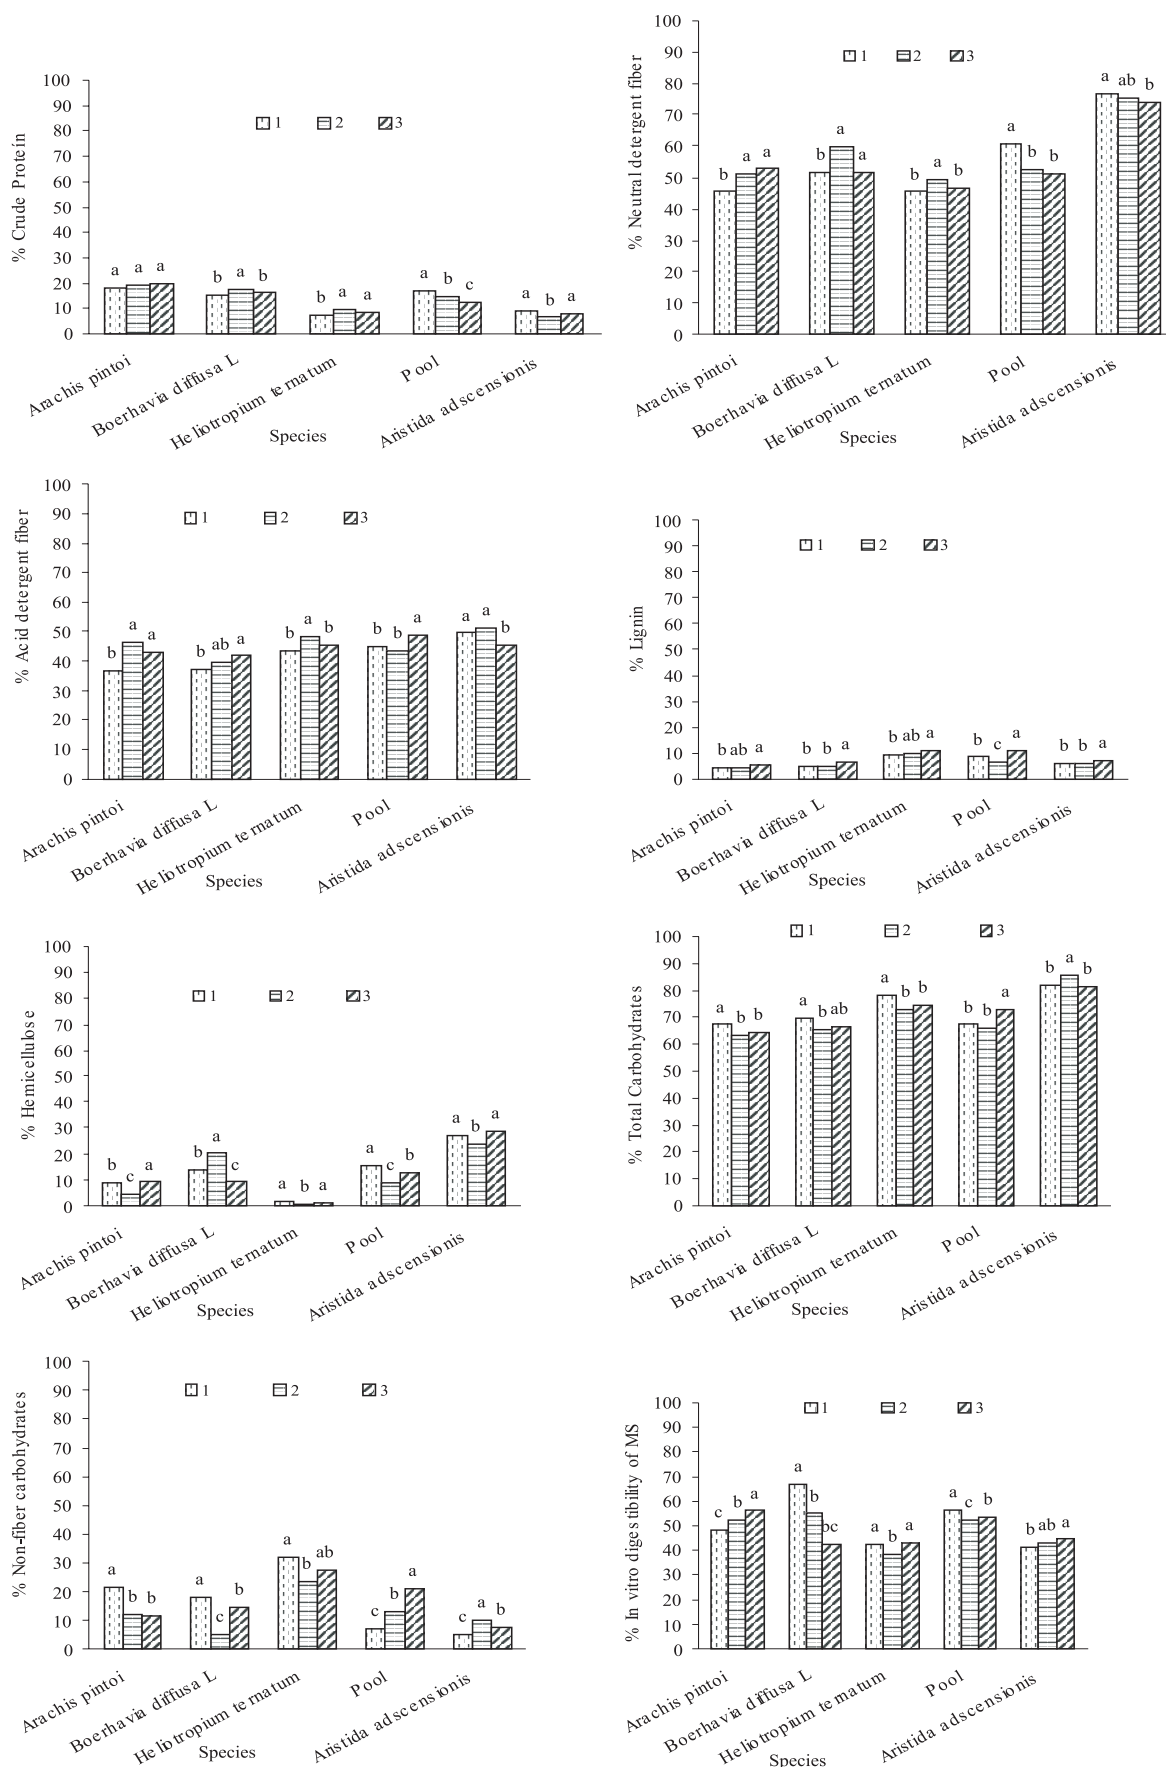 % Crude Protein
100
90
80
70
60
50
40
30
20
10
0
1 2 3
a a a b a b b a a a b c a b a
Arachis pintoi
Boerhavia diffusa L
Heliotropium ternatum
Pool
Aristida adscensionis
Species
% Neutral detergent fiber
100
90
80
70
60
50
40
30
20
10
0
1 2 3
b a a b a a b a b a b b a ab b
Arachis pintoi
Boerhavia diffusa L
Heliotropium ternatum
Pool
Aristida adscensionis
Species
% Acid detergent fiber
100
90
80
70
60
50
40
30
20
10
0
1 2 3
b a a b ab a b a b b b a a a b
Arachis pintoi
Boerhavia diffusa L
Heliotropium ternatum
Pool
Aristida adscensionis
Species
% Lignin
100
90
80
70
60
50
40
30
20
10
0
1 2 3
b ab a b b a b ab a b c a b b a
Arachis pintoi
Boerhavia diffusa L
Heliotropium ternatum
Pool
Aristida adscensionis
Species
% Hemicellulose
100
90
80
70
60
50
40
30
20
10
0
1 2 3
b c a b a c a b a a c b a b a
Arachis pintoi
Boerhavia diffusa L
Heliotropium ternatum
Pool
Aristida adscensionis
Species
% Total Carbohydrates
100
90
80
70
60
50
40
30
20
10
0
1 2 3
a b b a b ab a b b b b a b a b
Arachis pintoi
Boerhavia diffusa L
Heliotropium ternatum
Pool
Aristida adscensionis
Species
% Non-fiber carbohydrates
100
90
80
70
60
50
40
30
20
10
0
1 2 3
a b b a c b a b ab c b a c a b
Arachis pintoi
Boerhavia diffusa L
Heliotropium ternatum
Pool
Aristida adscensionis
Species
% In vitro digestibility of MS
100
90
80
70
60
50
40
30
20
10
0
1 2 3
c b a a b bc a b a a c b b ab a
Arachis pintoi
Boerhavia diffusa L
Heliotropium ternatum
Pool
Aristida adscensionis
Species